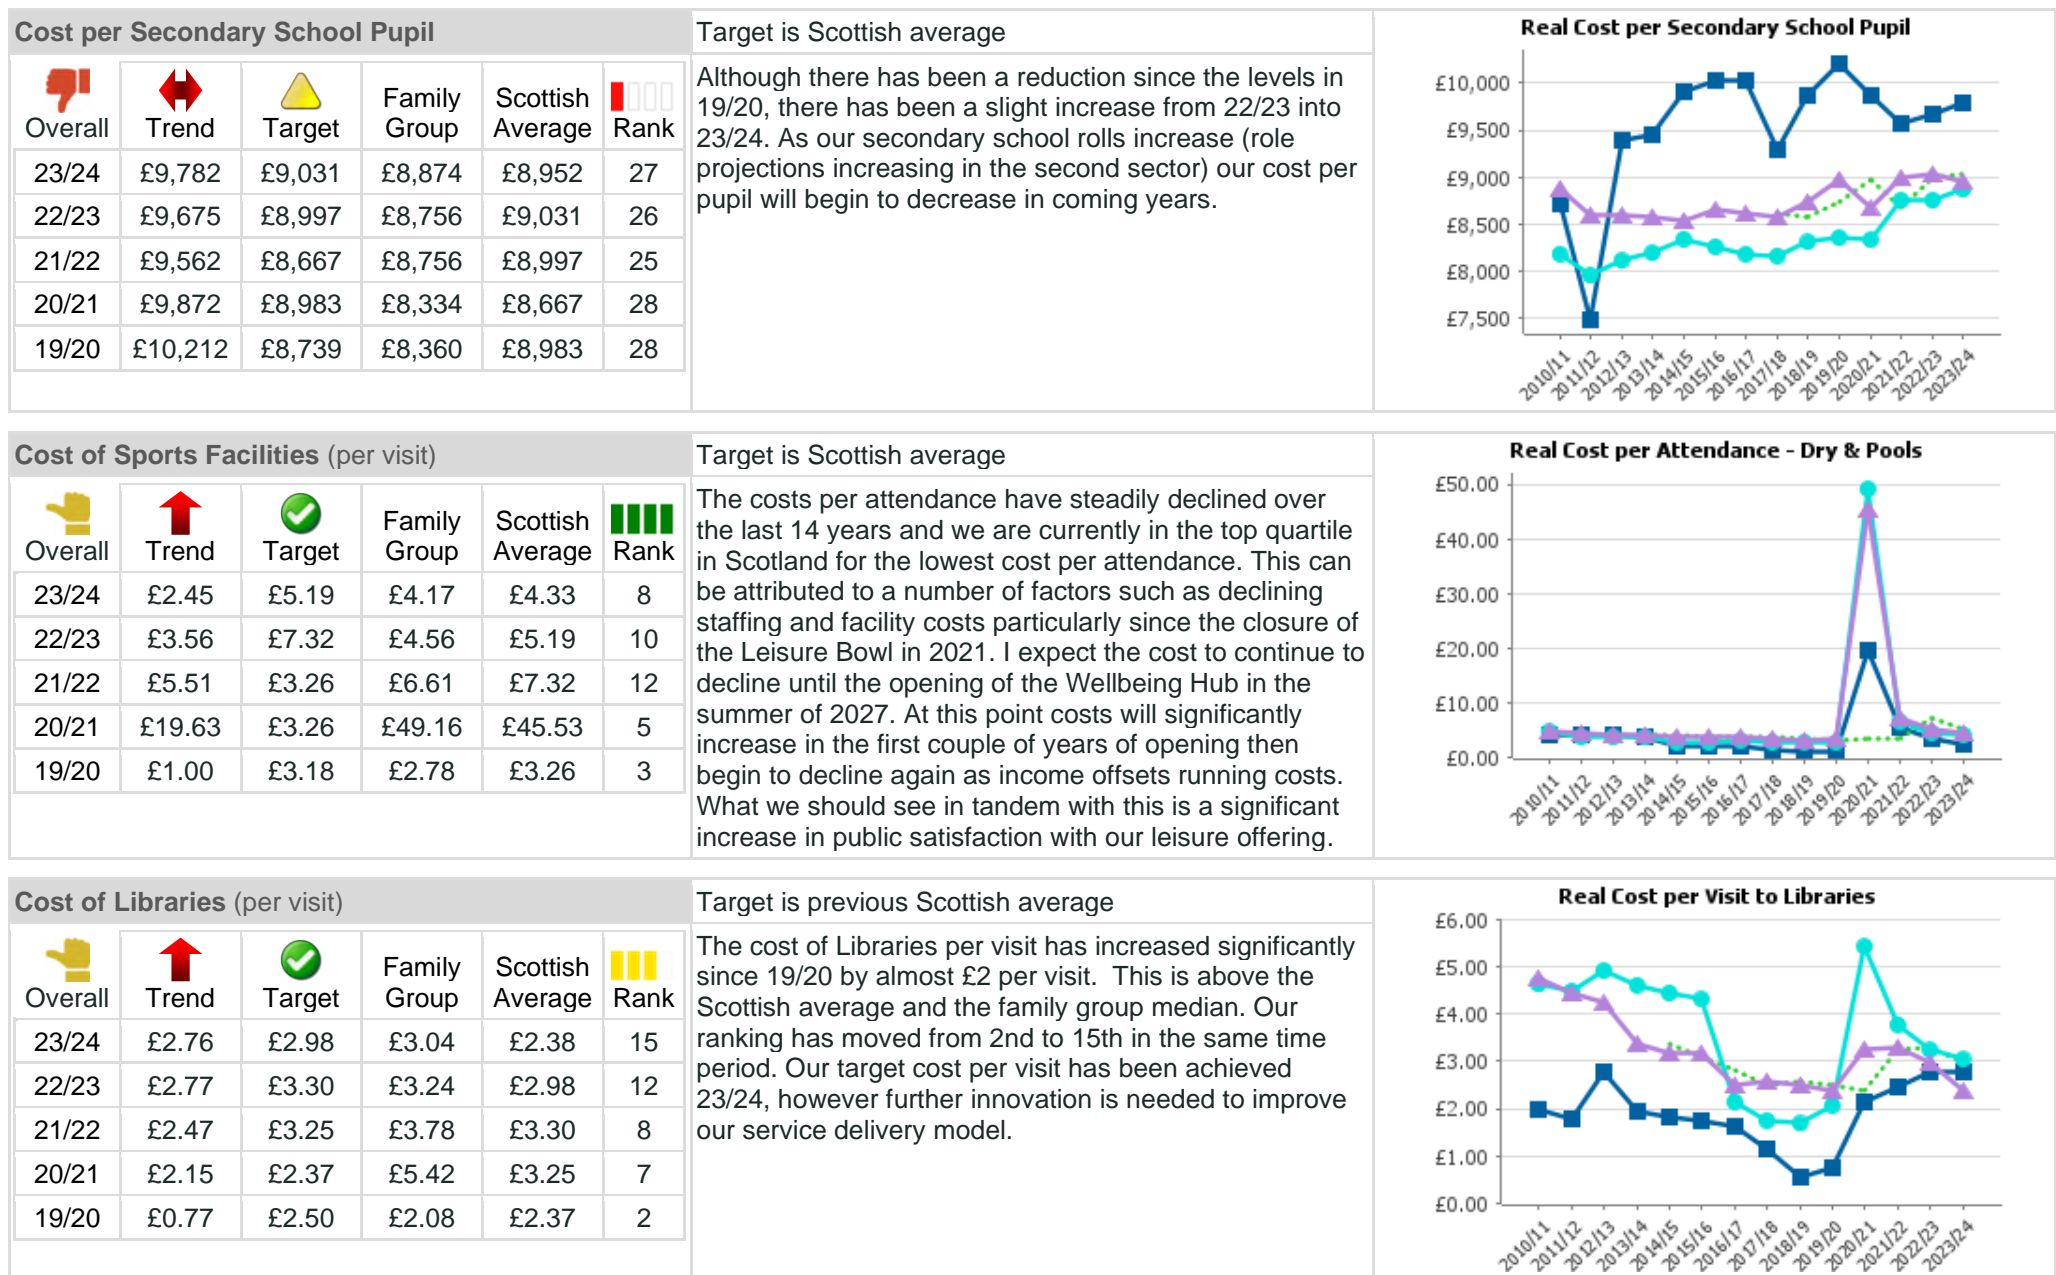 Cost per Secondary School Pupil
Target is Scottish average
Overall Trend Target Family Group Scottish Average Rank
23/24 £9,782 £9,031 £8,874 £8,952 27
22/23 £9,675 £8,997 £8,756 £9,031 26
21/22 £9,562 £8,667 £8,756 £8,997 25
20/21 £9,872 £8,983 £8,334 £8,667 28
19/20 £10,212 £8,739 £8,360 £8,983 28
Although there has been a reduction since the levels in
19/20, there has been a slight increase from 22/23 into
23/24. As our secondary school rolls increase (role
projections increasing in the second sector) our cost per
pupil will begin to decrease in coming years.
Real Cost per Secondary School Pupil
£10,000
£9,500
£9,000
£8,500
£8,000
£7,500
2010/11 2011/12 2012/13 2013/14 2014/15 2015/16 2016/17 2017/18 2018/19 2019/20 2020/21 2021/22 2022/23 2023/24
Cost of Sports Facilities (per visit)
Target is Scottish average
Overall Trend Target Family Group Scottish Average Rank
23/24 £2.45 £5.19 £4.17 £4.33 8
22/23 £3.56 £7.32 £4.56 £5.19 10
21/22 £5.51 £3.26 £6.61 £7.32 12
20/21 £19.63 £3.26 £49.16 £45.53 5
19/20 £1.00 £3.18 £2.78 £3.26 3
The costs per attendance have steadily declined over
the last 14 years and we are currently in the top quartile
in Scotland for the lowest cost per attendance. This can
be attributed to a number of factors such as declining
staffing and facility costs particularly since the closure of
the Leisure Bowl in 2021. I expect the cost to continue to
decline until the opening of the Wellbeing Hub in the
summer of 2027. At this point costs will significantly
increase in the first couple of years of opening then
begin to decline again as income offsets running costs.
What we should see in tandem with this is a significant
increase in public satisfaction with our leisure offering.
Real Cost per Attendance - Dry & Pools
£50.00
£40.00
£30.00
£20.00
£10.00
£0.00
2010/11 2011/12 2012/13 2013/14 2014/15 2015/16 2016/17 2017/18 2018/19 2019/20 2020/21 2021/22 2022/23 2023/24
Cost of Libraries (per visit)
Target is previous Scottish average
Overall Trend Target Family Group Scottish Average Rank
23/24 £2.76 £2.98 £3.04 £2.38 15
22/23 £2.77 £3.30 £3.24 £2.98 12
21/22 £2.47 £3.25 £3.78 £3.30 8
20/21 £2.15 £2.37 £5.42 £3.25 7
19/20 £0.77 £2.50 £2.08 £2.37 2
The cost of Libraries per visit has increased significantly
since 19/20 by almost £2 per visit. This is above the
Scottish average and the family group median. Our
ranking has moved from 2nd to 15th in the same time
period. Our target cost per visit has been achieved
23/24, however further innovation is needed to improve
our service delivery model.
Real Cost per Visit to Libraries
£6.00
£5.00
£4.00
£3.00
£2.00
£1.00
£0.00
2010/11 2011/12 2012/13 2013/14 2014/15 2015/16 2016/17 2017/18 2018/19 2019/20 2020/21 2021/22 2022/23 2023/24